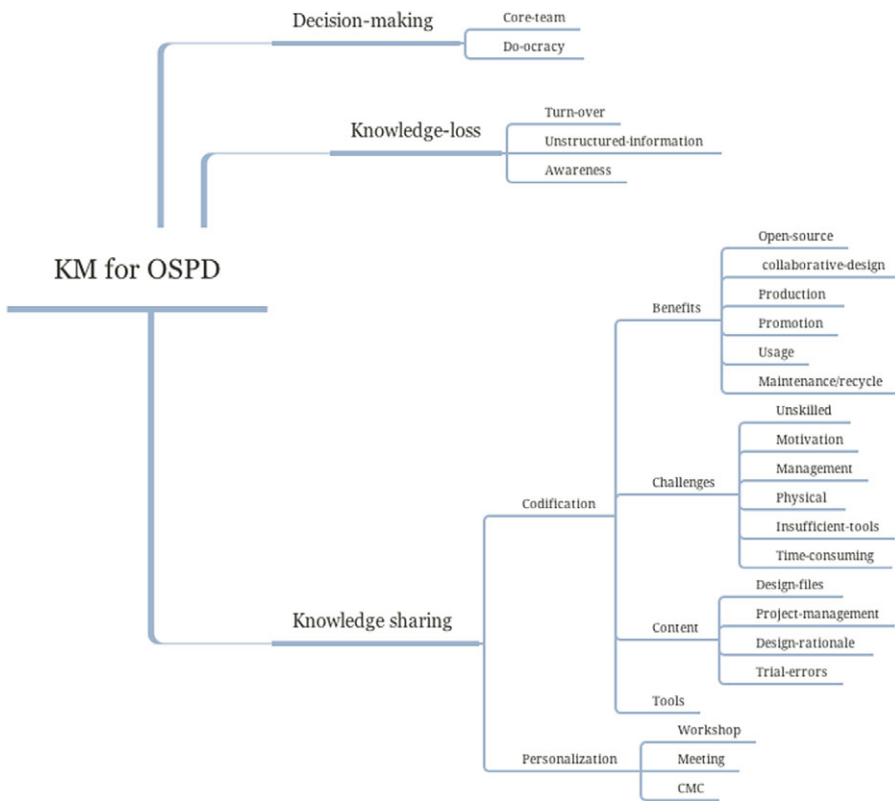 Decision-making
Core-team
Do-ocracy
Knowledge-loss
Turn-over
Unstructured-information
Awareness
KM for OSPD
Knowledge sharing
Codification
Benefits
Open-source
collaborative-design
Production
Promotion
Usage
Maintenance/recycle
Challenges
Unskilled
Motivation
Management
Physical
Insufficient-tools
Time-consuming
Content
Design-files
Project-management
Design-rationale
Trial-errors
Tools
Personalization
Workshop
Meeting
CMC